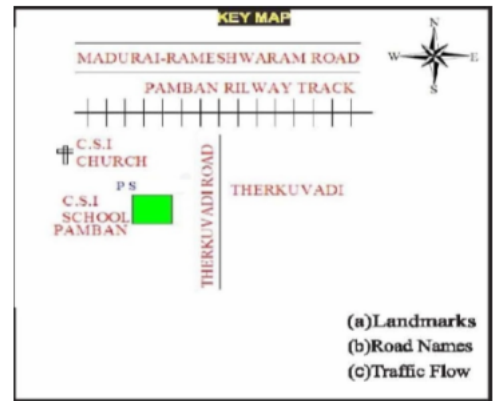 KEY MAP
N
MADURAI-RAMESHWARAM ROAD
W
E
S
PAMBAN RILWAY TRACK
C.S.I
CHURCH
P S
C.S.I
SCHOOL
PAMBAN
THERKUVADI ROAD
THERKUVADI
(a)Landmarks
(b)Road Names
(c)Traffic Flow